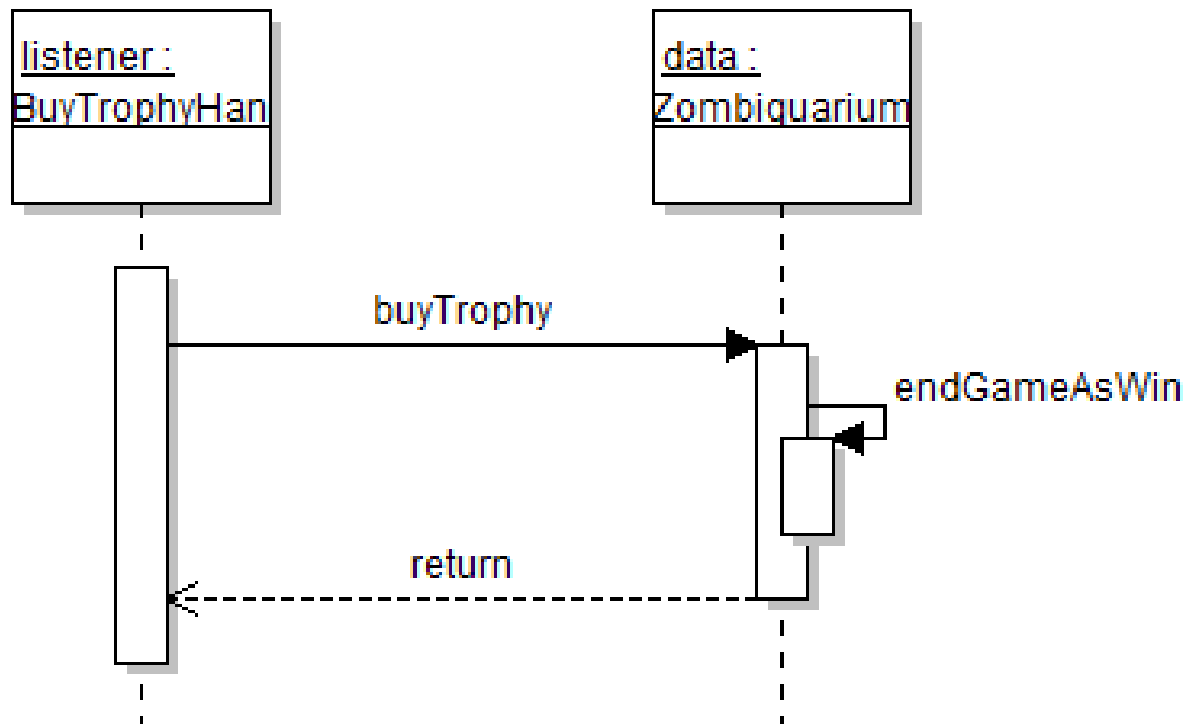 listener :
BuyTrophyHan
data :
Zombiquarium
buyTrophy
endGameAsWin
return